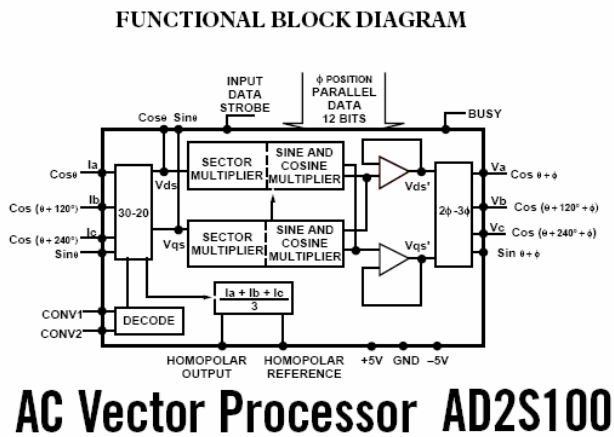 FUNCTIONAL BLOCK DIAGRAM
INPUT
DATA
STROBE
ϕ POSITION
PARALLEL
DATA
12 BITS
BUSY
Cosθ Sinθ
Ia
Cosθ
Ib
Cos (θ + 120°)
Ic
Cos (θ + 240°)
Sinθ
30-20
Vds
Vqs
SECTOR
MULTIPLIER
SINE AND
COSINE
MULTIPLIER
SECTOR
MULTIPLIER
SINE AND
COSINE
MULTIPLIER
Vds'
Vqs'
2ϕ -3ϕ
Va
Cos θ + ϕ
Vb
Cos (θ + 120° + ϕ)
Vc
Cos (θ + 240° + ϕ)
Sin θ + ϕ
CONV1
CONV2
DECODE
Ia + Ib + Ic
3
HOMOPOLAR
OUTPUT
HOMOPOLAR
REFERENCE
+5V GND –5V
AC Vector Processor AD2S100